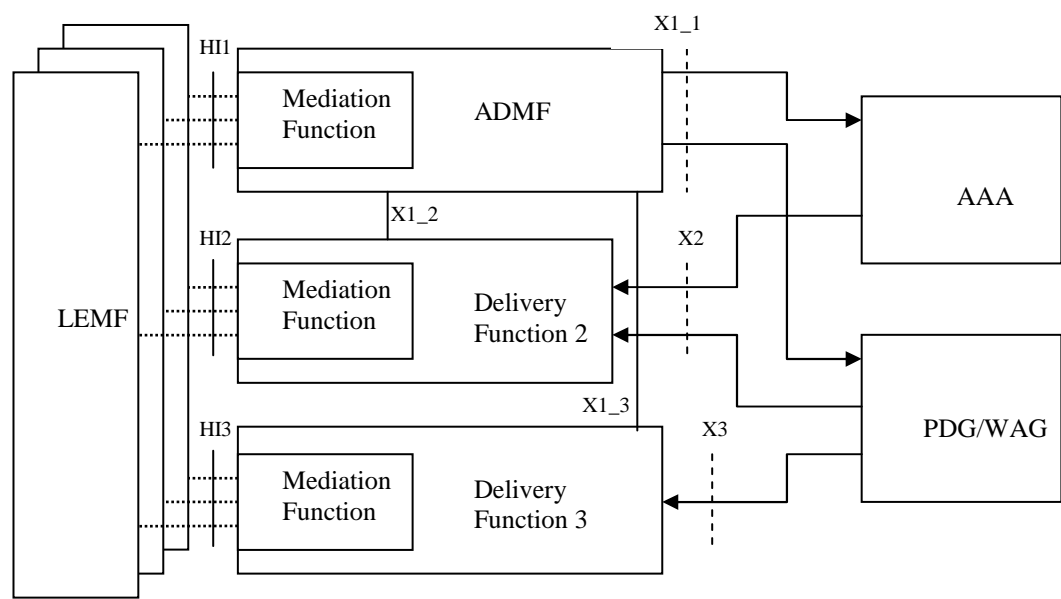 X1_1
HI1
Mediation
Function
ADMF
AAA
X1_2
HI2
X2
Mediation
Function
Delivery
Function 2
LEMF
X1_3
HI3
X3
PDG/WAG
Mediation
Function
Delivery
Function 3